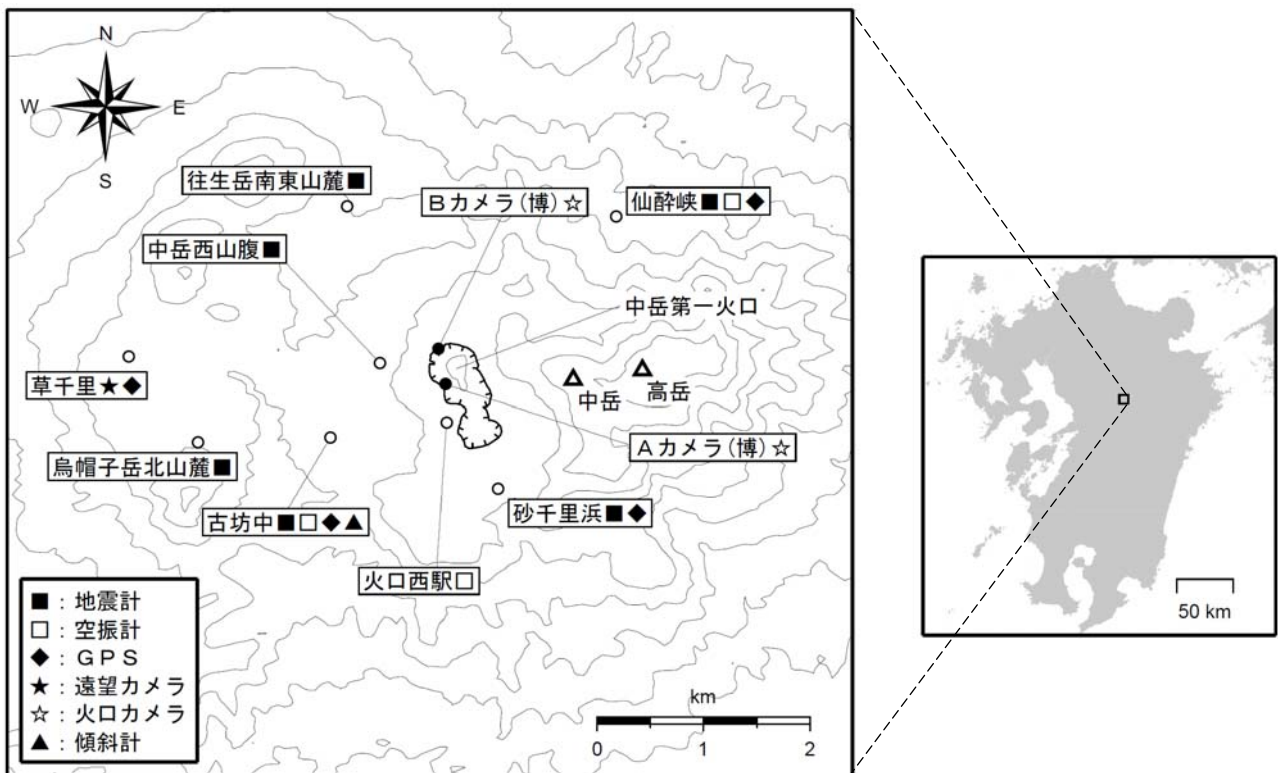 N
W
E
S
往生岳南東山麓■
Bカメラ(博)☆
仙酔峡■□◆
中岳西山腹■
中岳第一火口
草千里★◆
中岳
高岳
Aカメラ(博)☆
烏帽子岳北山麓■
古坊中■□◆▲
砂千里浜■◆
火口西駅□
■:地震計
□:空振計
◆:GPS
★:遠望カメラ
☆:火口カメラ
▲:傾斜計
km
0 1 2
50 km